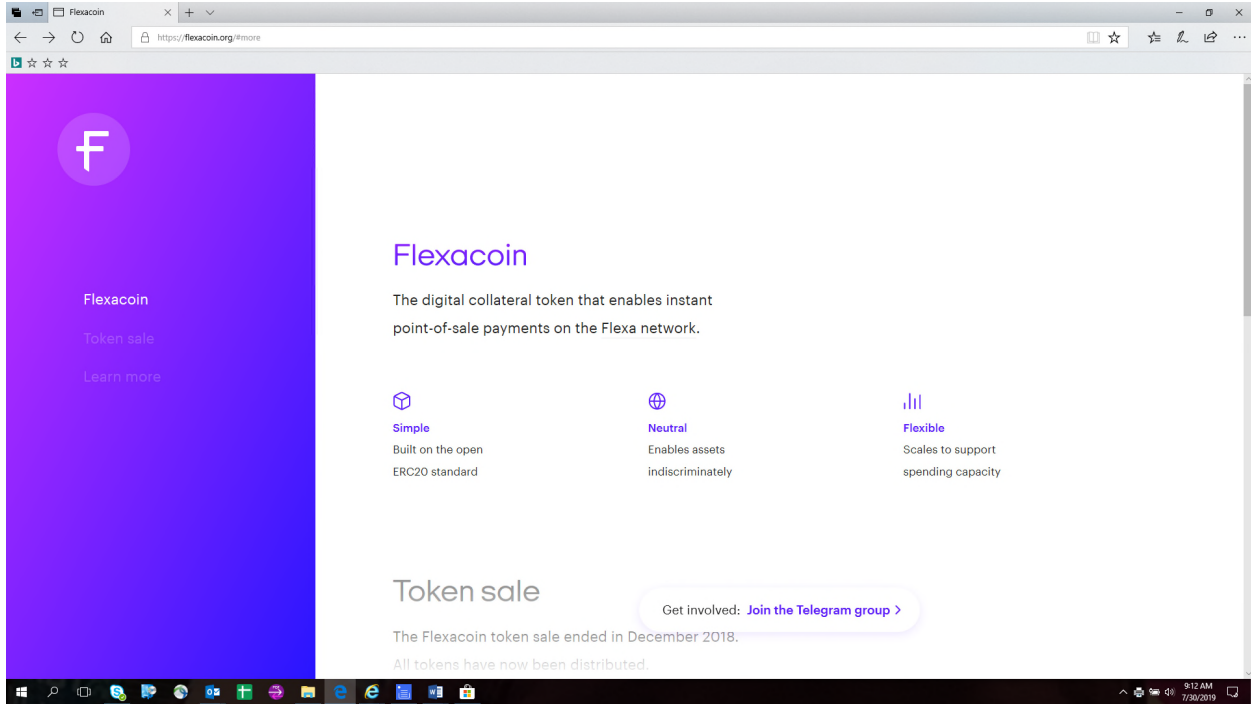 Flexacoin
https://flexacoin.org/#more
F
Flexacoin
Token sale
Learn more
Flexacoin
The digital collateral token that enables instant
point-of-sale payments on the Flexa network.
Simple
Built on the open
ERC20 standard
Neutral
Enables assets
indiscriminately
Flexible
Scales to support
spending capacity
Token sale
The Flexacoin token sale ended in December 2018.
All tokens have now been distributed.
Get involved: Join the Telegram group >
9:12 AM
7/30/2019